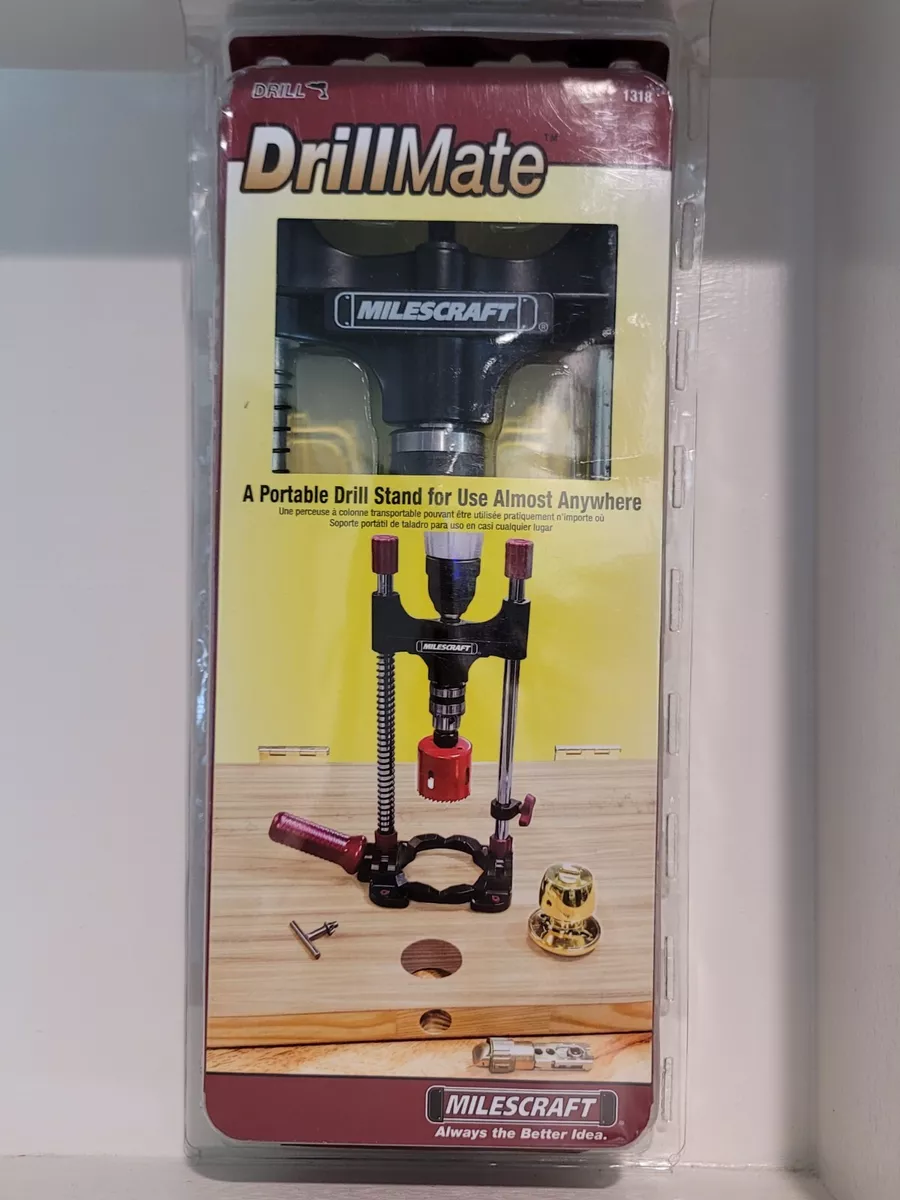 DRILL
1318
DrillMate™
MILESCRAFT®
A Portable Drill Stand for Use Almost Anywhere
Une perceuse à colonne transportable pouvant être utilisée pratiquement n'importe où
Soporte portátil de taladro para uso en casi cualquier lugar
MILESCRAFT
MILESCRAFT
Always the Better Idea.